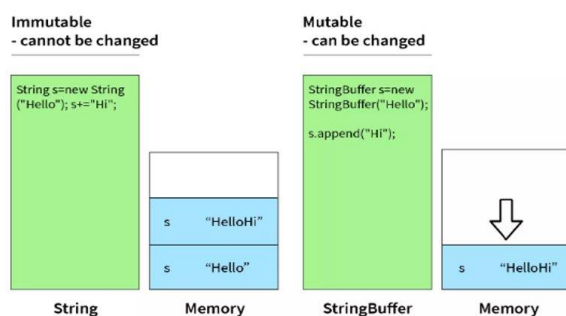 Immutable
- cannot be changed
String s=new String
("Hello"); s+="Hi";
s "HelloHi"
s "Hello"
String
Memory
Mutable
- can be changed
StringBuffer s=new
StringBuffer("Hello");
s.append("Hi");
s "HelloHi"
StringBuffer
Memory